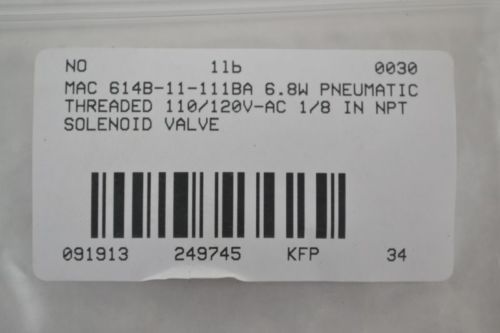 NO 1lb 0030
MAC 614B-11-111BA 6.8W PNEUMATIC
THREADED 110/120V-AC 1/8 IN NPT
SOLENOID VALVE
091913 249745 KFP 34